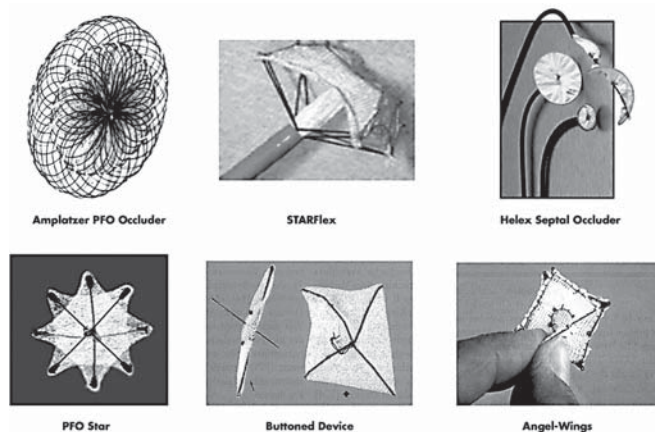 Amplatzer PFO Occluder
STARFlex
Helex Septal Occluder
PFO Star
Buttoned Device
Angel-Wings